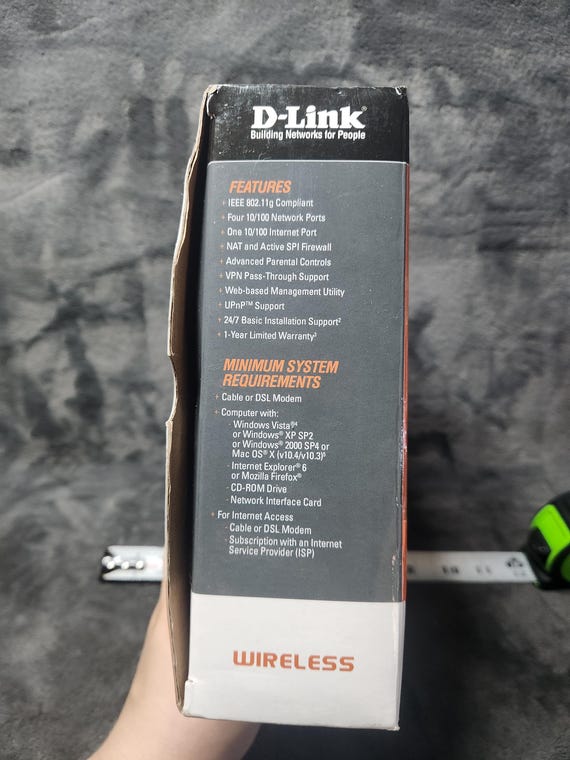 D-Link®
Building Networks for People
FEATURES
+ IEEE 802.11g Compliant
+ Four 10/100 Network Ports
+ One 10/100 Internet Port
+ NAT and Active SPI Firewall
+ Advanced Parental Controls
+ VPN Pass-Through Support
+ Web-based Management Utility
+ UPnP™ Support
+ 24/7 Basic Installation Support²
+ 1-Year Limited Warranty³
MINIMUM SYSTEM
REQUIREMENTS
+ Cable or DSL Modem
+ Computer with:
- Windows Vista®⁴
or Windows® XP SP2
or Windows® 2000 SP4 or
Mac OS® X (v10.4/v10.3)⁵
- Internet Explorer® 6
or Mozilla Firefox®
- CD-ROM Drive
- Network Interface Card
+ For Internet Access
- Cable or DSL Modem
- Subscription with an Internet
Service Provider (ISP)
WIRELESS